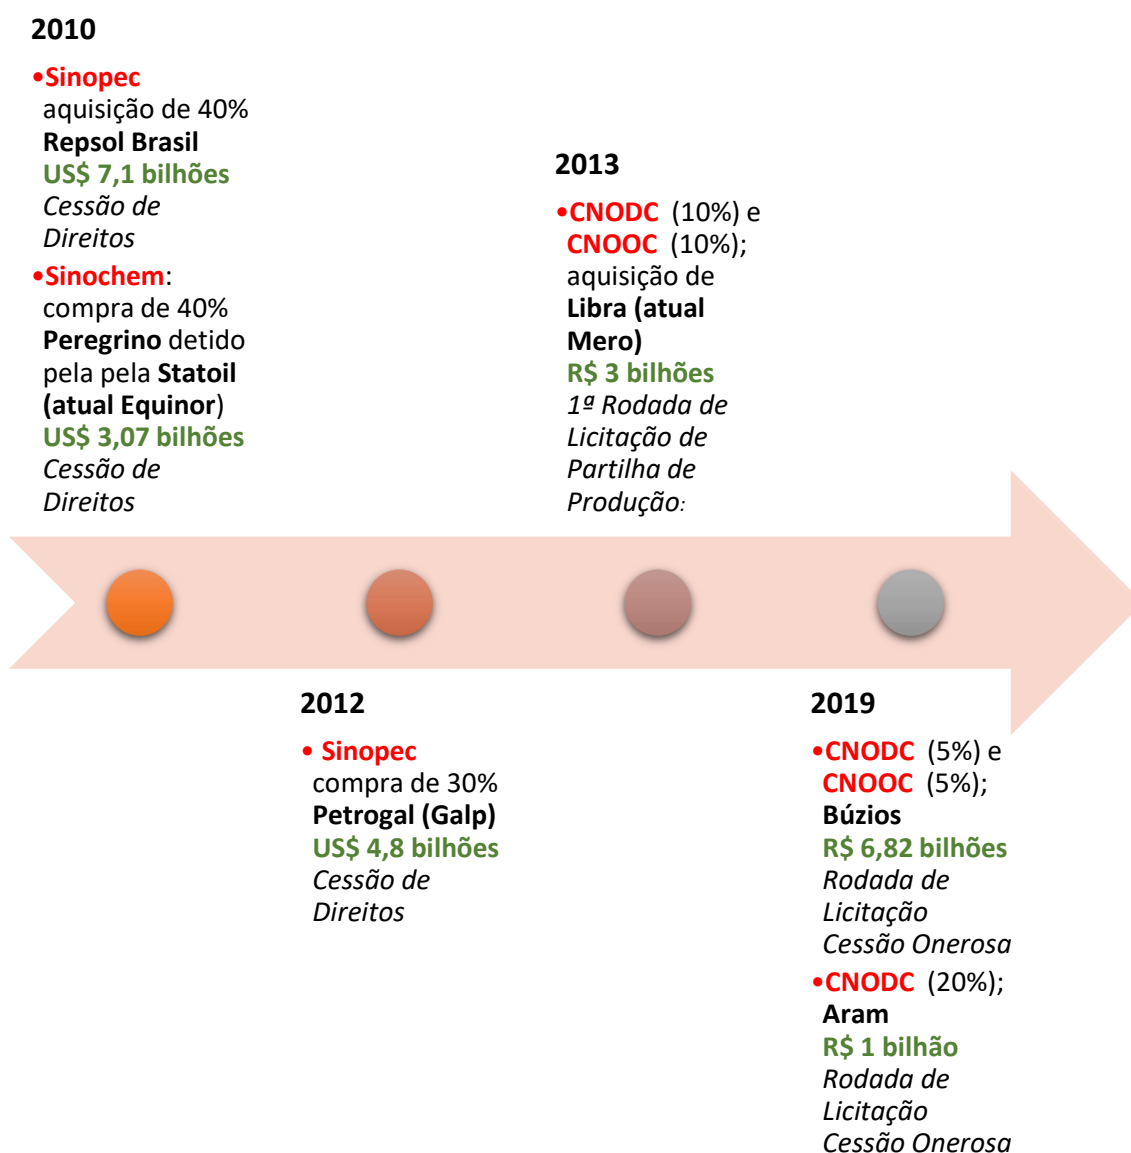 2010
•Sinopec
aquisição de 40%
Repsol Brasil
US$ 7,1 bilhões
Cessão de
Direitos
•Sinochem:
compra de 40%
Peregrino detido
pela pela Statoil
(atual Equinor)
US$ 3,07 bilhões
Cessão de
Direitos
2012
• Sinopec
compra de 30%
Petrogal (Galp)
US$ 4,8 bilhões
Cessão de
Direitos
2013
•CNODC (10%) e
CNOOC (10%);
aquisição de
Libra (atual
Mero)
R$ 3 bilhões
1ª Rodada de
Licitação de
Partilha de
Produção:
2019
•CNODC (5%) e
CNOOC (5%);
Búzios
R$ 6,82 bilhões
Rodada de
Licitação
Cessão Onerosa
•CNODC (20%);
Aram
R$ 1 bilhão
Rodada de
Licitação
Cessão Onerosa